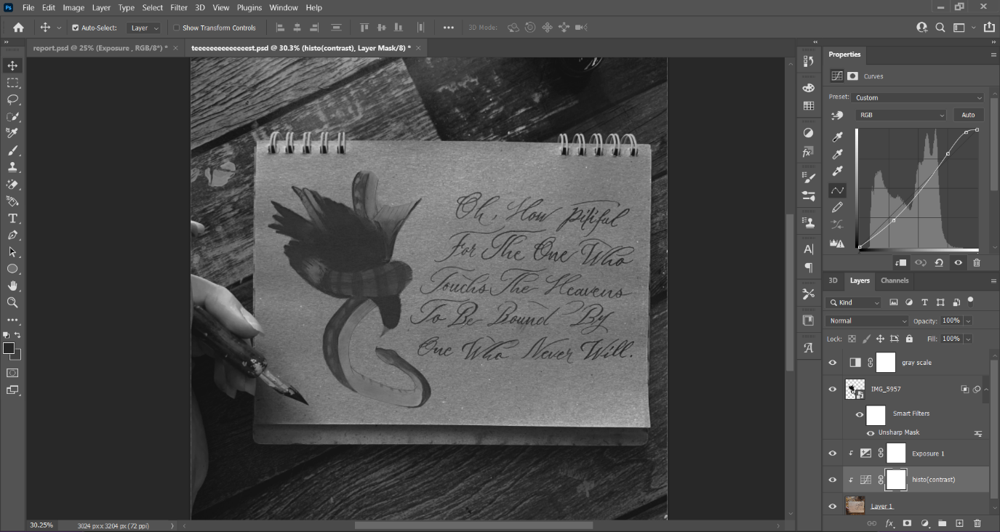 Ps File Edit Image Layer Type Select Filter 3D View Plugins Window Help
Auto-Select: Layer Show Transform Controls 3D Mode:
report.psd @ 25% (Exposure , RGB/8*) * teeeeeeeeeeeeeest.psd @ 30.3% (histo(contrast), Layer Mask/8) *
Oh, How Pitiful
For The One Who
Touchs The Heavens
To Be Bound By
One Who Never Will.
30.25% 3024 px x 3204 px (72 ppi)
Properties
Curves
Preset: Custom
RGB Auto
3D Layers Channels
Kind
Normal Opacity: 100%
Lock: Fill: 100%
gray scale
IMG_5957
Smart Filters
Unsharp Mask
Exposure 1
histo(contrast)
Layer 1